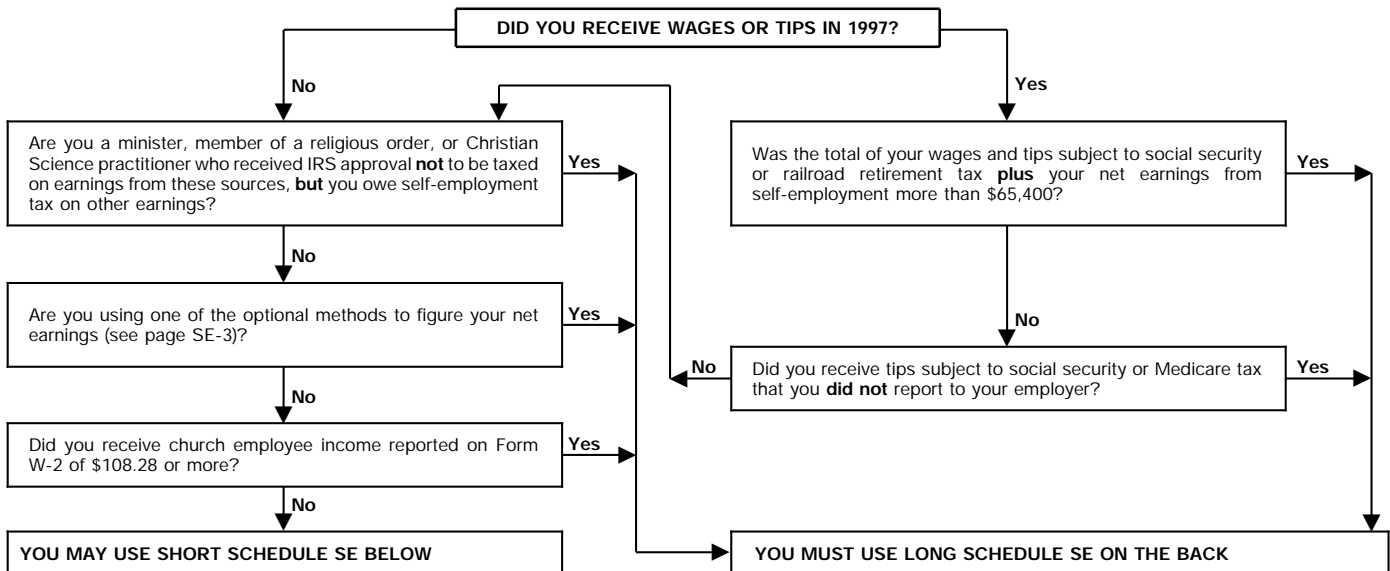 DID YOU RECEIVE WAGES OR TIPS IN 1997?
No
Yes
Are you a minister, member of a religious order, or Christian
Science practitioner who received IRS approval not to be taxed
on earnings from these sources, but you owe self-employment
tax on other earnings?
Yes
Was the total of your wages and tips subject to social security
or railroad retirement tax plus your net earnings from
self-employment more than $65,400?
Yes
No
No
Are you using one of the optional methods to figure your net
earnings (see page SE-3)?
Yes
No
Did you receive tips subject to social security or Medicare tax
that you did not report to your employer?
Yes
No
Did you receive church employee income reported on Form
W-2 of $108.28 or more?
Yes
No
YOU MAY USE SHORT SCHEDULE SE BELOW
YOU MUST USE LONG SCHEDULE SE ON THE BACK